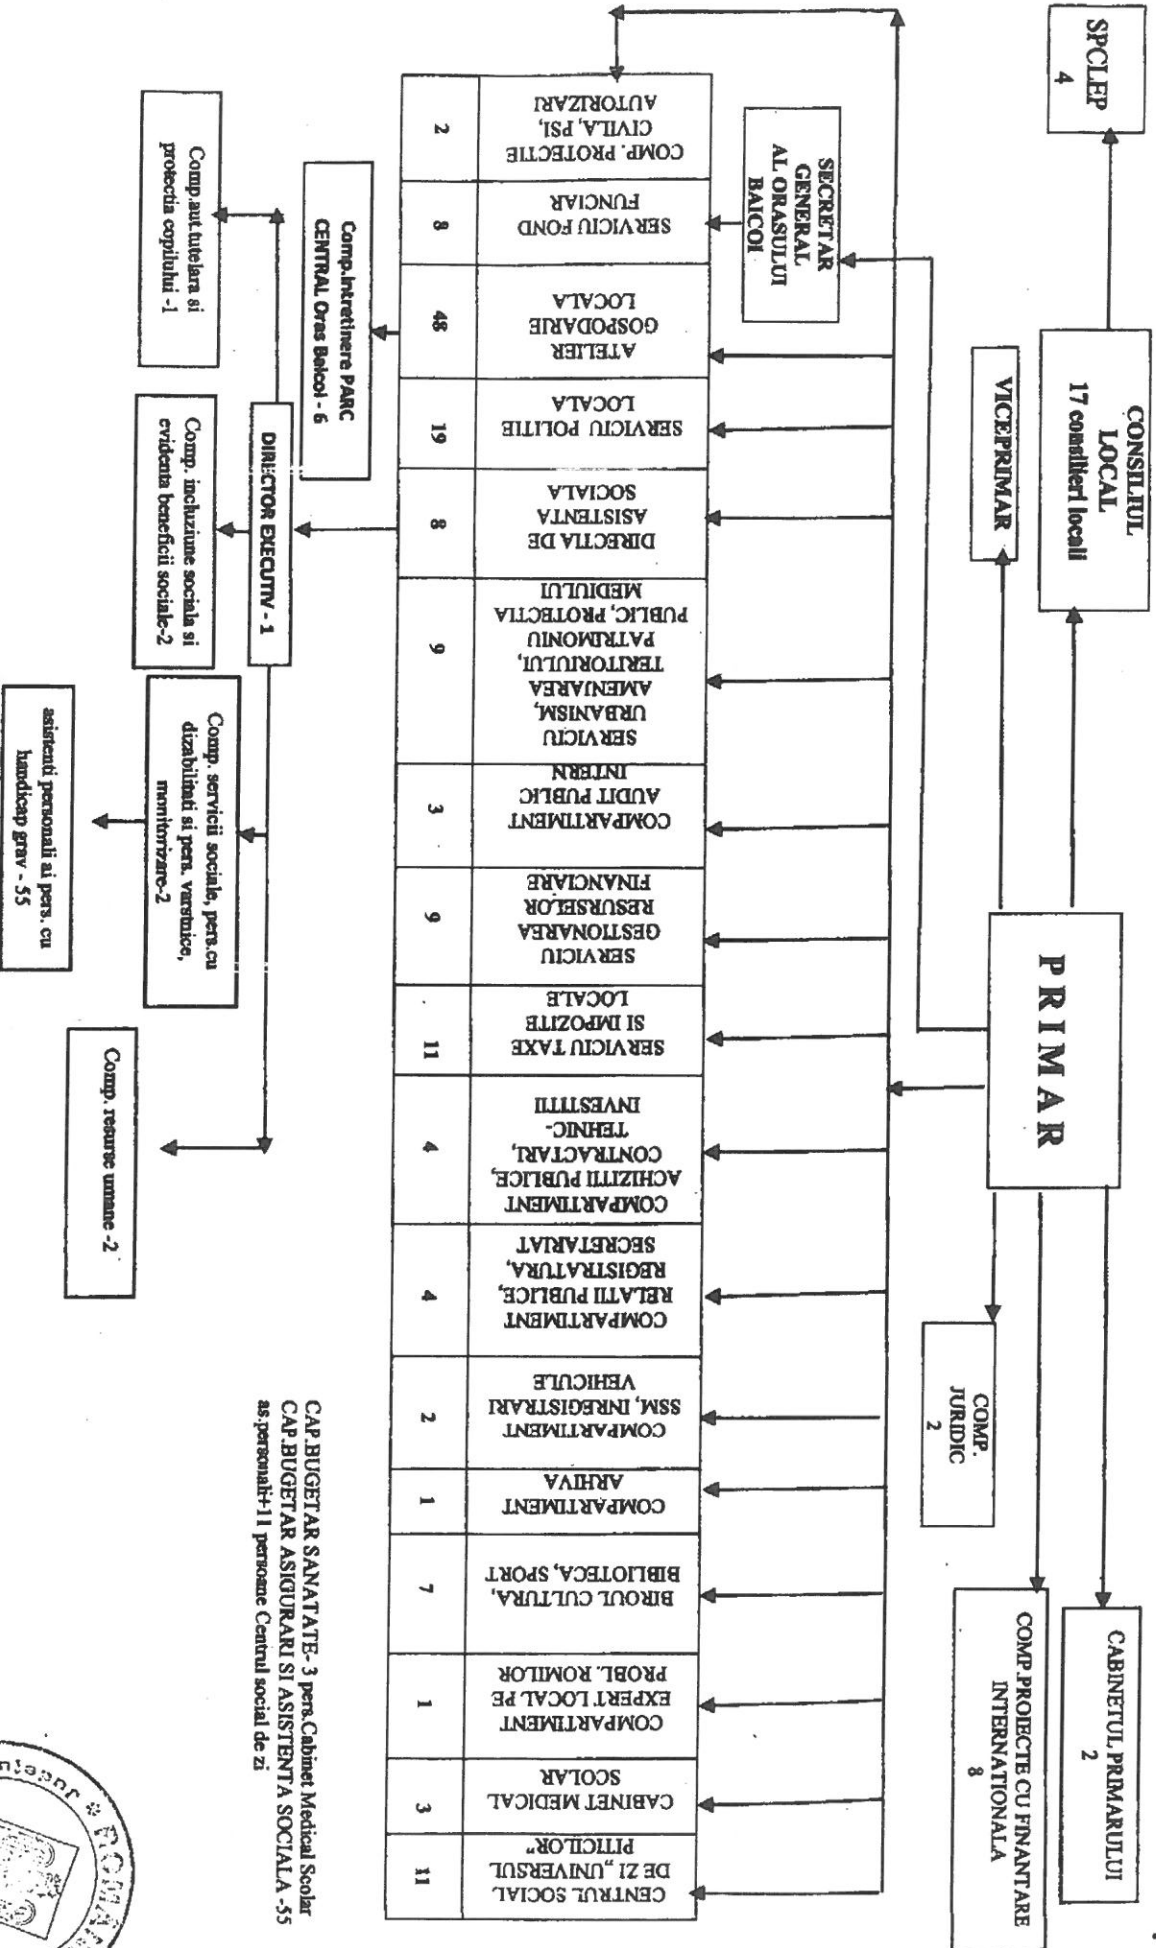 SPCLEP
4
CONSILIUL
LOCAL
17 consilieri locali
VICEPRIMAR
PRIMAR
CABINETUL PRIMARULUI
2
COMP.PROIECTE CU FINANTARE
INTERNATIONALA
8
COMP.
JURIDIC
2
SECRETAR
GENERAL
AL ORASULUI
BAICOI
COMP. PROTECTIE
CIVILA, PSI,
AUTORIZARI
2
SERVICIU FOND
FUNCIAR
8
ATELIER
GOSPODARIE
LOCALA
48
SERVICIU POLITIE
LOCALA
19
DIRECTIA DE
ASISTENTA
SOCIALA
8
SERVICIU
URBANISM,
AMENJAREA
TERITORIULUI,
PATRIMONIU
PUBLIC, PROTECTIA
MEDIULUI
9
COMPARTIMENT
AUDIT PUBLIC
INTERN
3
SERVICIU
GESTIONAREA
RESURSELOR
FINANCIARE
9
SERVICIU TAXE
SI IMPOZITE
LOCALE
11
COMPARTIMENT
ACHIZITII PUBLICE,
CONTRACTARI,
TEHNIC-
INVESTITII
4
COMPARTIMENT
RELATII PUBLICE,
REGISTRATURA,
SECRETARIAT
4
COMPARTIMENT
SSM, INREGISTRARI
VEHICULE
2
COMPARTIMENT
ARHIVA
1
BIROUL CULTURA,
BIBLIOTECA, SPORT
7
COMPARTIMENT
EXPERT LOCAL PE
PROBL. ROMILOR
1
CABINET MEDICAL
SCOLAR
3
CENTRUL SOCIAL
DE ZI „UNIVERSUL
PITICILOR"
11
Comp.Intretinere PARC
CENTRAL Oras Baicoi - 6
DIRECTOR EXECUTIV - 1
Comp.aut.tutelara si
protectia copilului -1
Comp. incluziune sociala si
evidenta beneficii sociale-2
Comp. servicii sociale, pers.cu
dizabilitati si pers. varstnice,
monitorizare-2
asistenti personali ai pers. cu
handicap grav - 55
Comp. resurse umane -2
CAP.BUGETAR SANATATE- 3 pers.Cabinet Medical Scolar
CAP.BUGETAR ASIGURARI SI ASISTENTA SOCIALA -55
as.personali+11 persoane Centrul social de zi